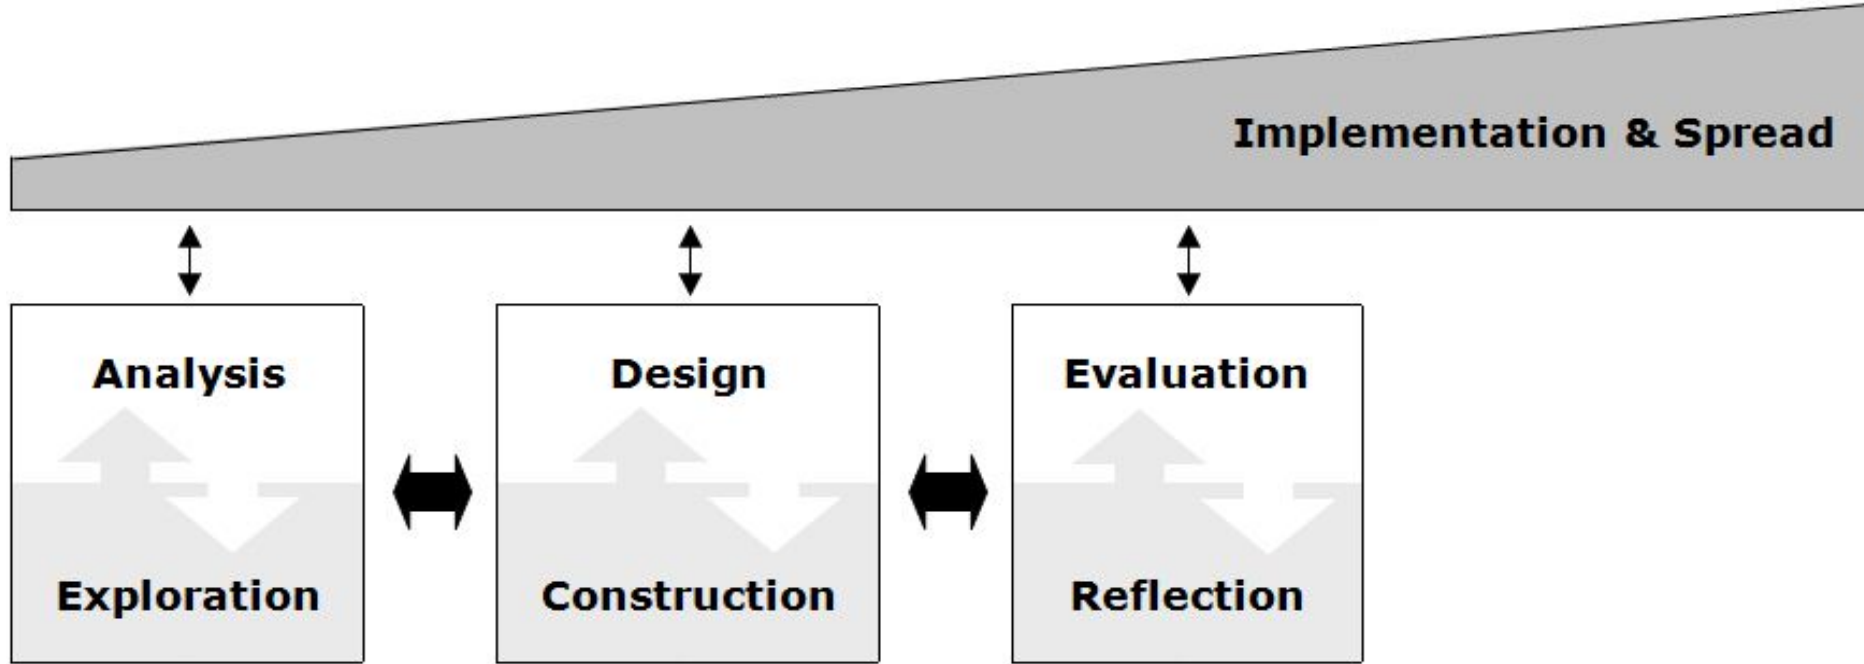 Implementation & Spread
Analysis
Exploration
Design
Construction
Evaluation
Reflection